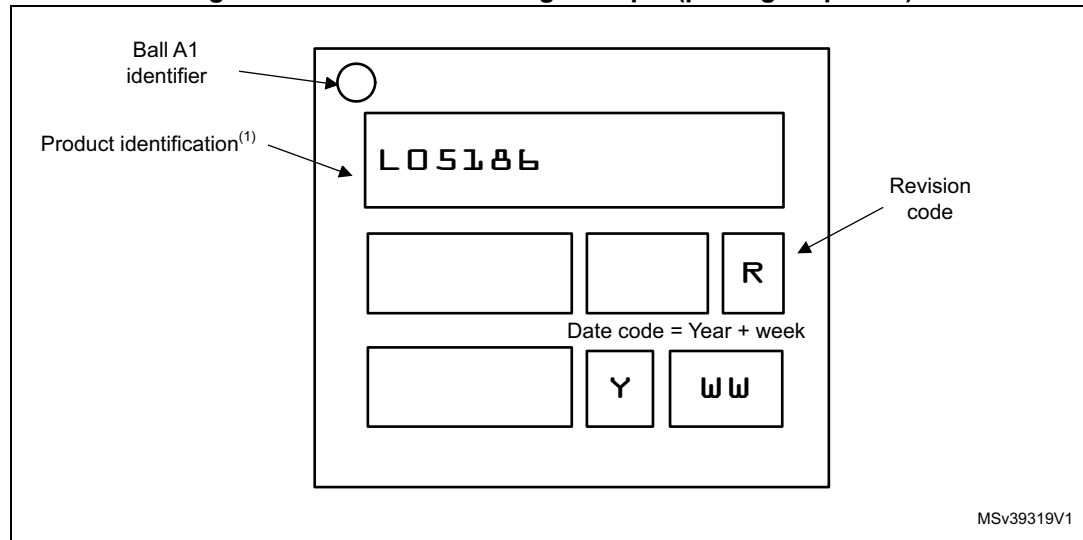 Ball A1
identifier
Product identification(1)
L05186
Revision
code
R
Date code = Year + week
Y WW
MSv39319V1